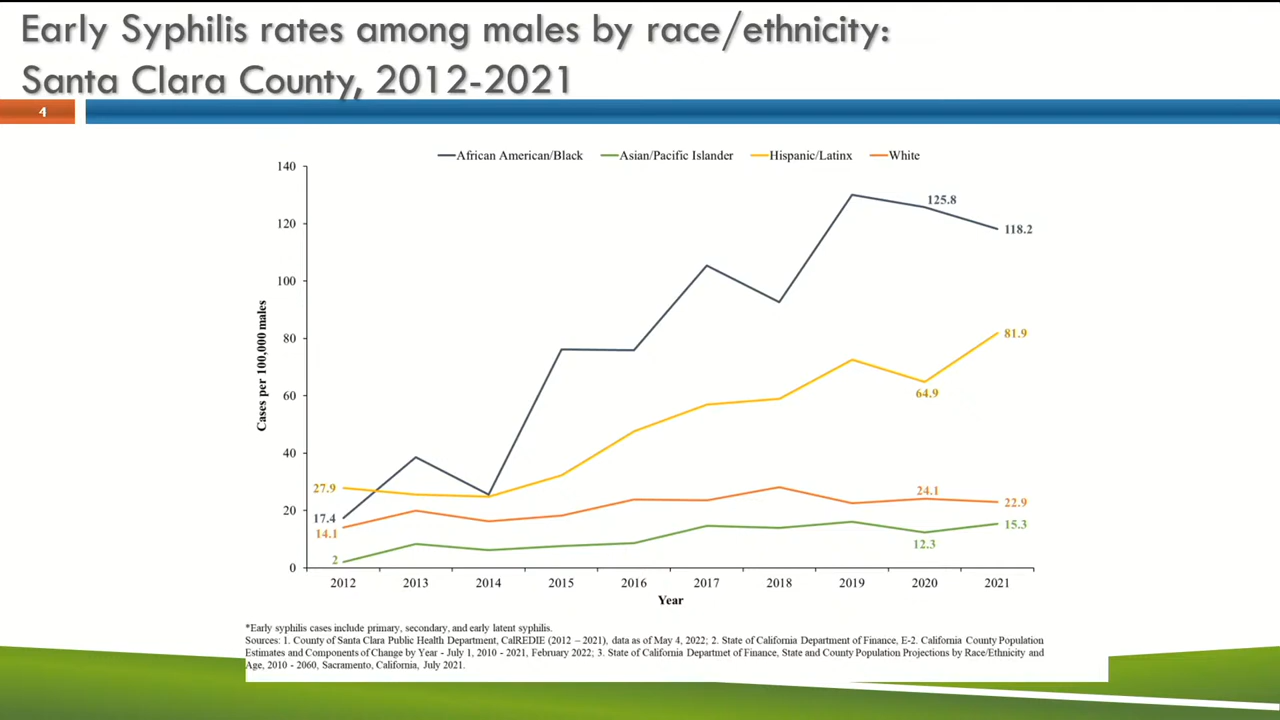 Early Syphilis rates among males by race/ethnicity:
Santa Clara County, 2012-2021
4
African American/Black
Asian/Pacific Islander
Hispanic/Latinx
White
Cases per 100,000 males
140
120
100
80
60
40
20
0
125.8
118.2
81.9
64.9
27.9
17.4
14.1
2
24.1
22.9
15.3
12.3
2012 2013 2014 2015 2016 2017 2018 2019 2020 2021
Year
*Early syphilis cases include primary, secondary, and early latent syphilis.
Sources: 1. County of Santa Clara Public Health Department, CalREDIE (2012 – 2021), data as of May 4, 2022; 2. State of California Department of Finance, E-2. California County Population
Estimates and Components of Change by Year - July 1, 2010 - 2021, February 2022; 3. State of California Departmet of Finance, State and County Population Projections by Race/Ethnicity and
Age, 2010 - 2060, Sacramento, California, July 2021.